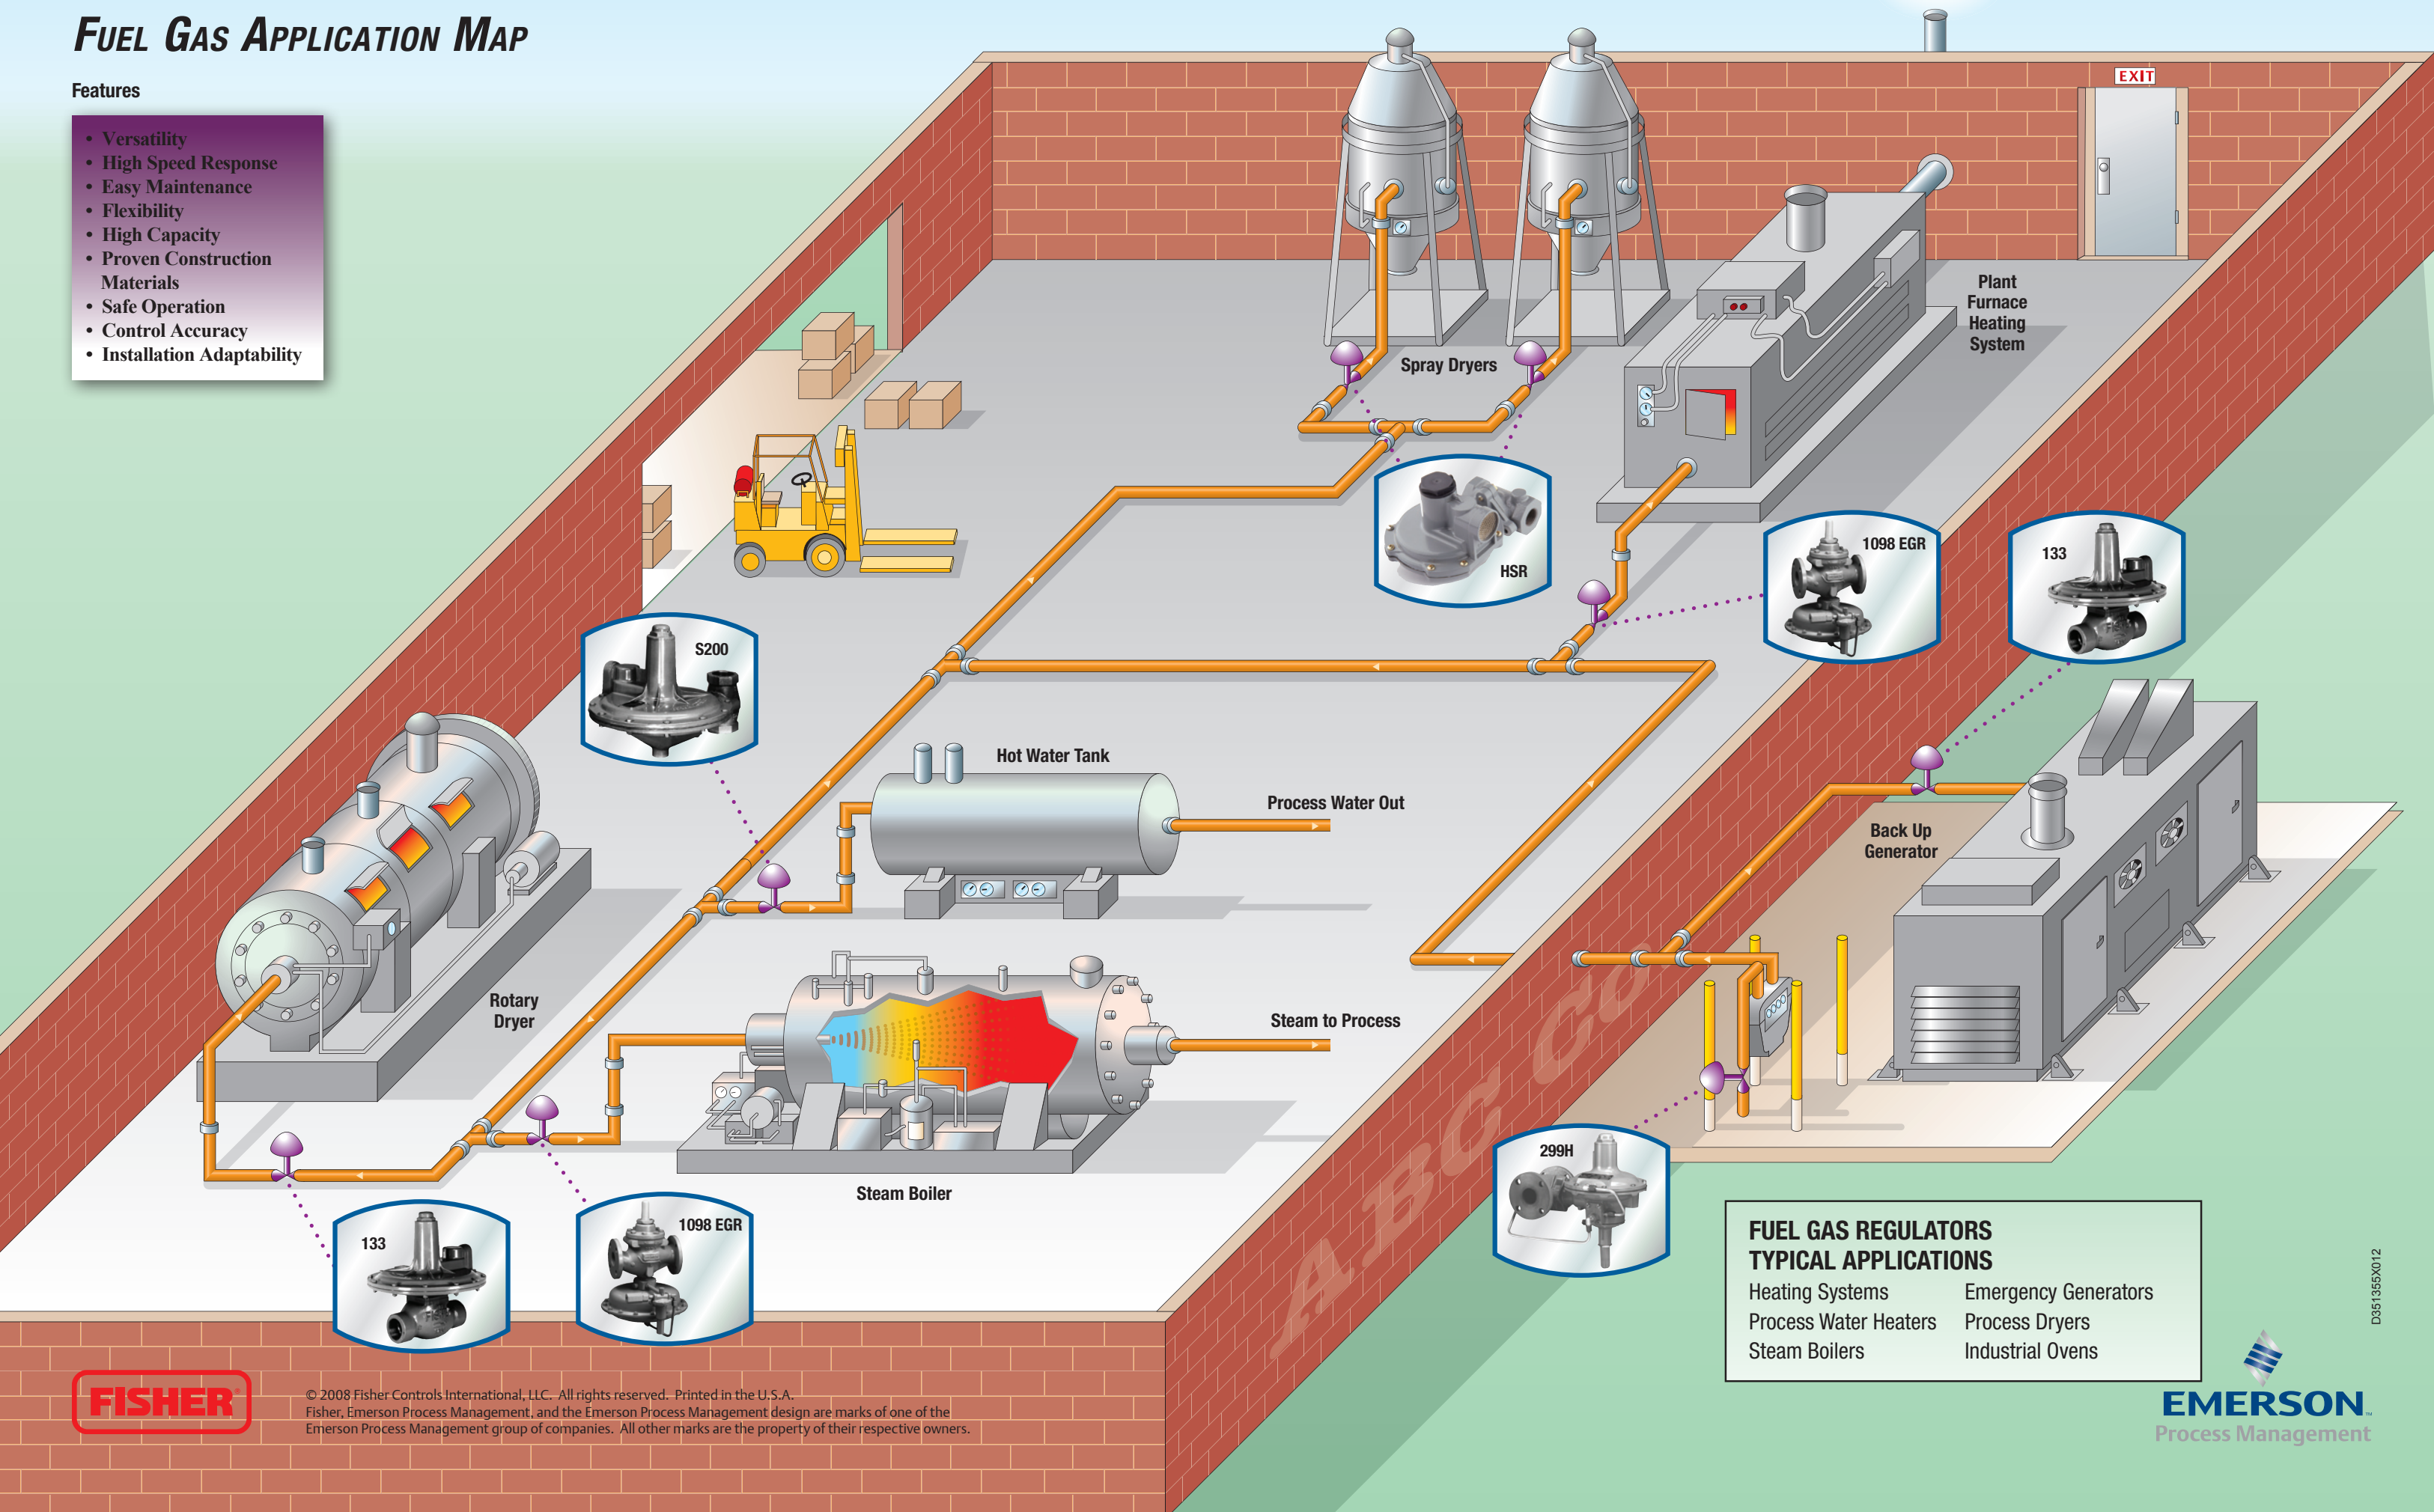 FUEL GAS APPLICATION MAP
Features
• Versatility
• High Speed Response
• Easy Maintenance
• Flexibility
• High Capacity
• Proven Construction
Materials
• Safe Operation
• Control Accuracy
• Installation Adaptability
EXIT
Plant
Furnace
Heating
System
Spray Dryers
HSR
1098 EGR
133
S200
Hot Water Tank
Process Water Out
Back Up
Generator
Rotary
Dryer
Steam to Process
ABC Co.
Steam Boiler
299H
133
1098 EGR
FUEL GAS REGULATORS
TYPICAL APPLICATIONS
Heating Systems
Emergency Generators
Process Water Heaters
Process Dryers
Steam Boilers
Industrial Ovens
D351355X012
FISHER®
© 2008 Fisher Controls International, LLC. All rights reserved. Printed in the U.S.A.
Fisher, Emerson Process Management, and the Emerson Process Management design are marks of one of the
Emerson Process Management group of companies. All other marks are the property of their respective owners.
EMERSON™
Process Management